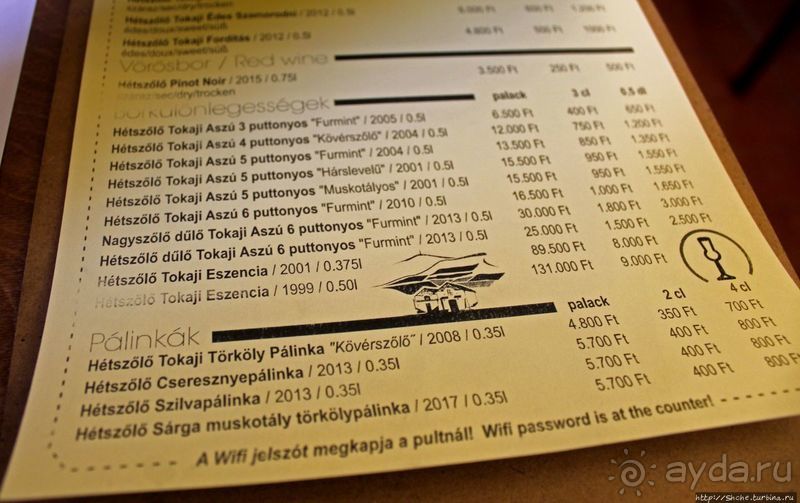 száraz/sec/dry/trocken
Hétszőlő Tokaji Édes Szamorodni / 2012 / 0.5l
édes/doux/sweet/süß
Hétszőlő Tokaji Fordítás / 2012 / 0.5l 4.800 Ft
édes/doux/sweet/süß
Vörösbor / Red wine
Hétszőlő Pinot Noir / 2015 / 0.75l 3.500 Ft 250 Ft 500 Ft
száraz/sec/dry/trocken
Borkülönlegességek palack 3 cl 0,5 dl
Hétszőlő Tokaji Aszú 3 puttonyos "Furmint" / 2005 / 0.5l 6.500 Ft 400 Ft 650 Ft
Hétszőlő Tokaji Aszú 4 puttonyos "Kövérszőlő" / 2004 / 0.5l 12.000 Ft 750 Ft 1.200 Ft
Hétszőlő Tokaji Aszú 5 puttonyos "Furmint" / 2004 / 0.5l 13.500 Ft 850 Ft 1.350 Ft
Hétszőlő Tokaji Aszú 5 puttonyos "Hárslevelű" / 2001 / 0.5l 15.500 Ft 950 Ft 1.550 Ft
Hétszőlő Tokaji Aszú 5 puttonyos "Muskotályos" / 2001 / 0.5l 15.500 Ft 950 Ft 1.550 Ft
Hétszőlő Tokaji Aszú 6 puttonyos "Furmint" / 2010 / 0.5l 16.500 Ft 1.000 Ft 1.650 Ft
Nagyszőlő dűlő Tokaji Aszú 6 puttonyos "Furmint" / 2013 / 0.5l 30.000 Ft 1.800 Ft 3.000 Ft
Hétszőlő dűlő Tokaji Aszú 6 puttonyos "Furmint" / 2013 / 0.5l 25.000 Ft 1.500 Ft 2.500 Ft
Hétszőlő Tokaji Eszencia / 2001 / 0.375l 89.500 Ft 8.000 Ft
Hétszőlő Tokaji Eszencia / 1999 / 0.50l 131.000 Ft 9.000 Ft
Pálinkák palack 2 cl 4 cl
Hétszőlő Tokaji Törköly Pálinka "Kövérszőlő˝ / 2008 / 0.35l 4.800 Ft 350 Ft 700 Ft
Hétszőlő Cseresznyepálinka / 2013 / 0.35l 5.700 Ft 400 Ft 800 Ft
Hétszőlő Szilvapálinka / 2013 / 0.35l 5.700 Ft 400 Ft 800 Ft
Hétszőlő Sárga muskotály törkölypálinka / 2017 / 0.35l 5.700 Ft 400 Ft 800 Ft
A Wifi jelszót megkapja a pultnál! Wifi password is at the counter!
ayda.ru
http://Shche.turbina.ru